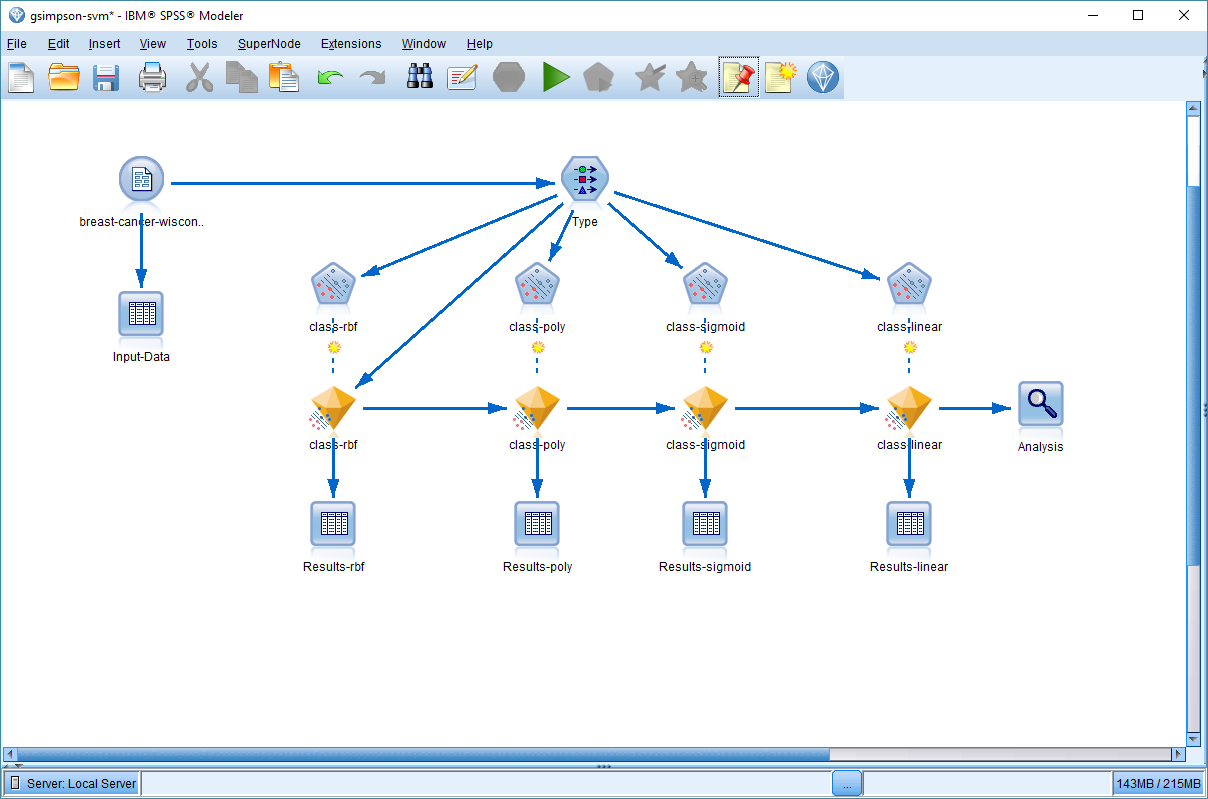 gsimpson-svm* - IBM® SPSS® Modeler
File Edit Insert View Tools SuperNode Extensions Window Help
breast-cancer-wiscon..
Type
Input-Data
class-rbf
class-poly
class-sigmoid
class-linear
class-rbf
class-poly
class-sigmoid
class-linear
Analysis
Results-rbf
Results-poly
Results-sigmoid
Results-linear
Server: Local Server
...
143MB / 215MB